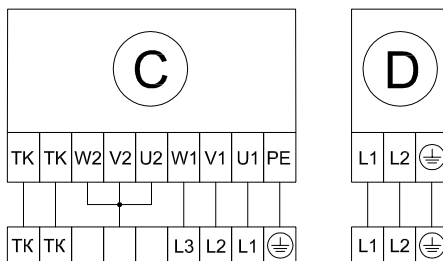 C
D
TK TK W2 V2 U2 W1 V1 U1 PE
L1 L2
TK TK L3 L2 L1
L1 L2